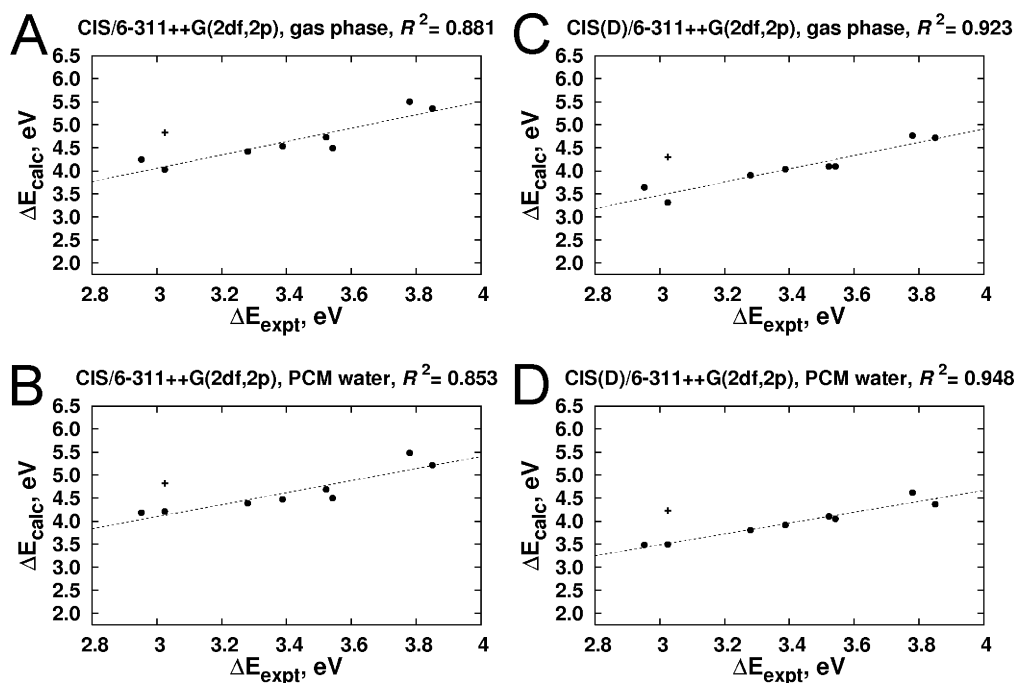 A
CIS/6-311++G(2df,2p), gas phase, R² = 0.881
6.5
6.0
5.5
5.0
4.5
4.0
3.5
3.0
2.5
2.0
ΔEcalc, eV
2.8 3 3.2 3.4 3.6 3.8 4
ΔEexpt, eV
C
CIS(D)/6-311++G(2df,2p), gas phase, R² = 0.923
6.5
6.0
5.5
5.0
4.5
4.0
3.5
3.0
2.5
2.0
ΔEcalc, eV
2.8 3 3.2 3.4 3.6 3.8 4
ΔEexpt, eV
B
CIS/6-311++G(2df,2p), PCM water, R² = 0.853
6.5
6.0
5.5
5.0
4.5
4.0
3.5
3.0
2.5
2.0
ΔEcalc, eV
2.8 3 3.2 3.4 3.6 3.8 4
ΔEexpt, eV
D
CIS(D)/6-311++G(2df,2p), PCM water, R² = 0.948
6.5
6.0
5.5
5.0
4.5
4.0
3.5
3.0
2.5
2.0
ΔEcalc, eV
2.8 3 3.2 3.4 3.6 3.8 4
ΔEexpt, eV